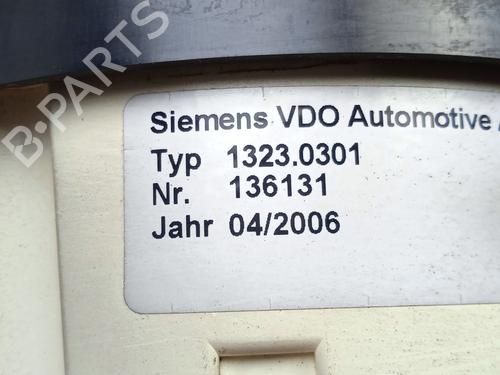 Siemens VDO Automotive
Typ 1323.0301
Nr. 136131
Jahr 04/2006
B-PARTS